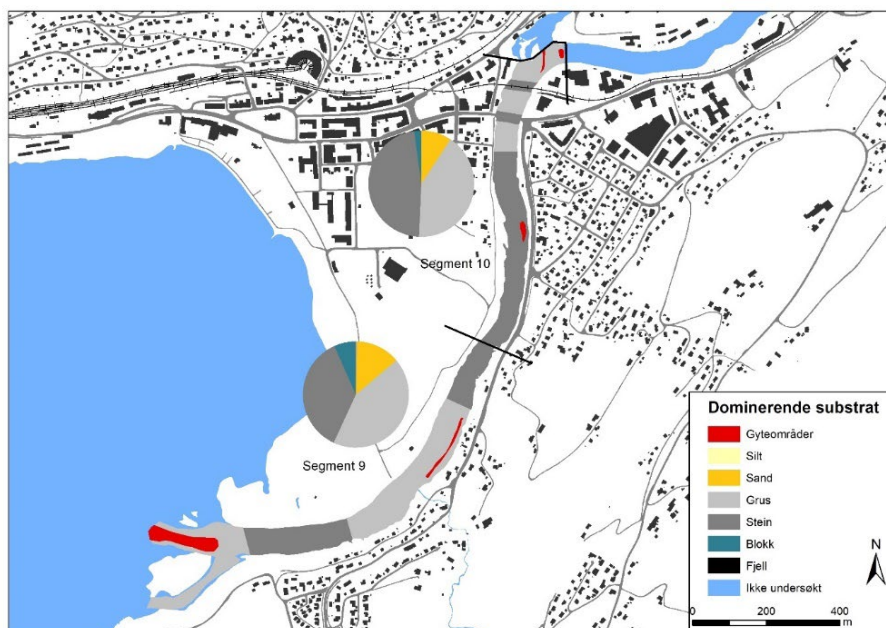 Segment 10
Segment 9
Dominerende substrat
Gyteområder
Silt
Sand
Grus
Stein
Blokk
Fjell
Ikke undersøkt
N
0 200 400
m